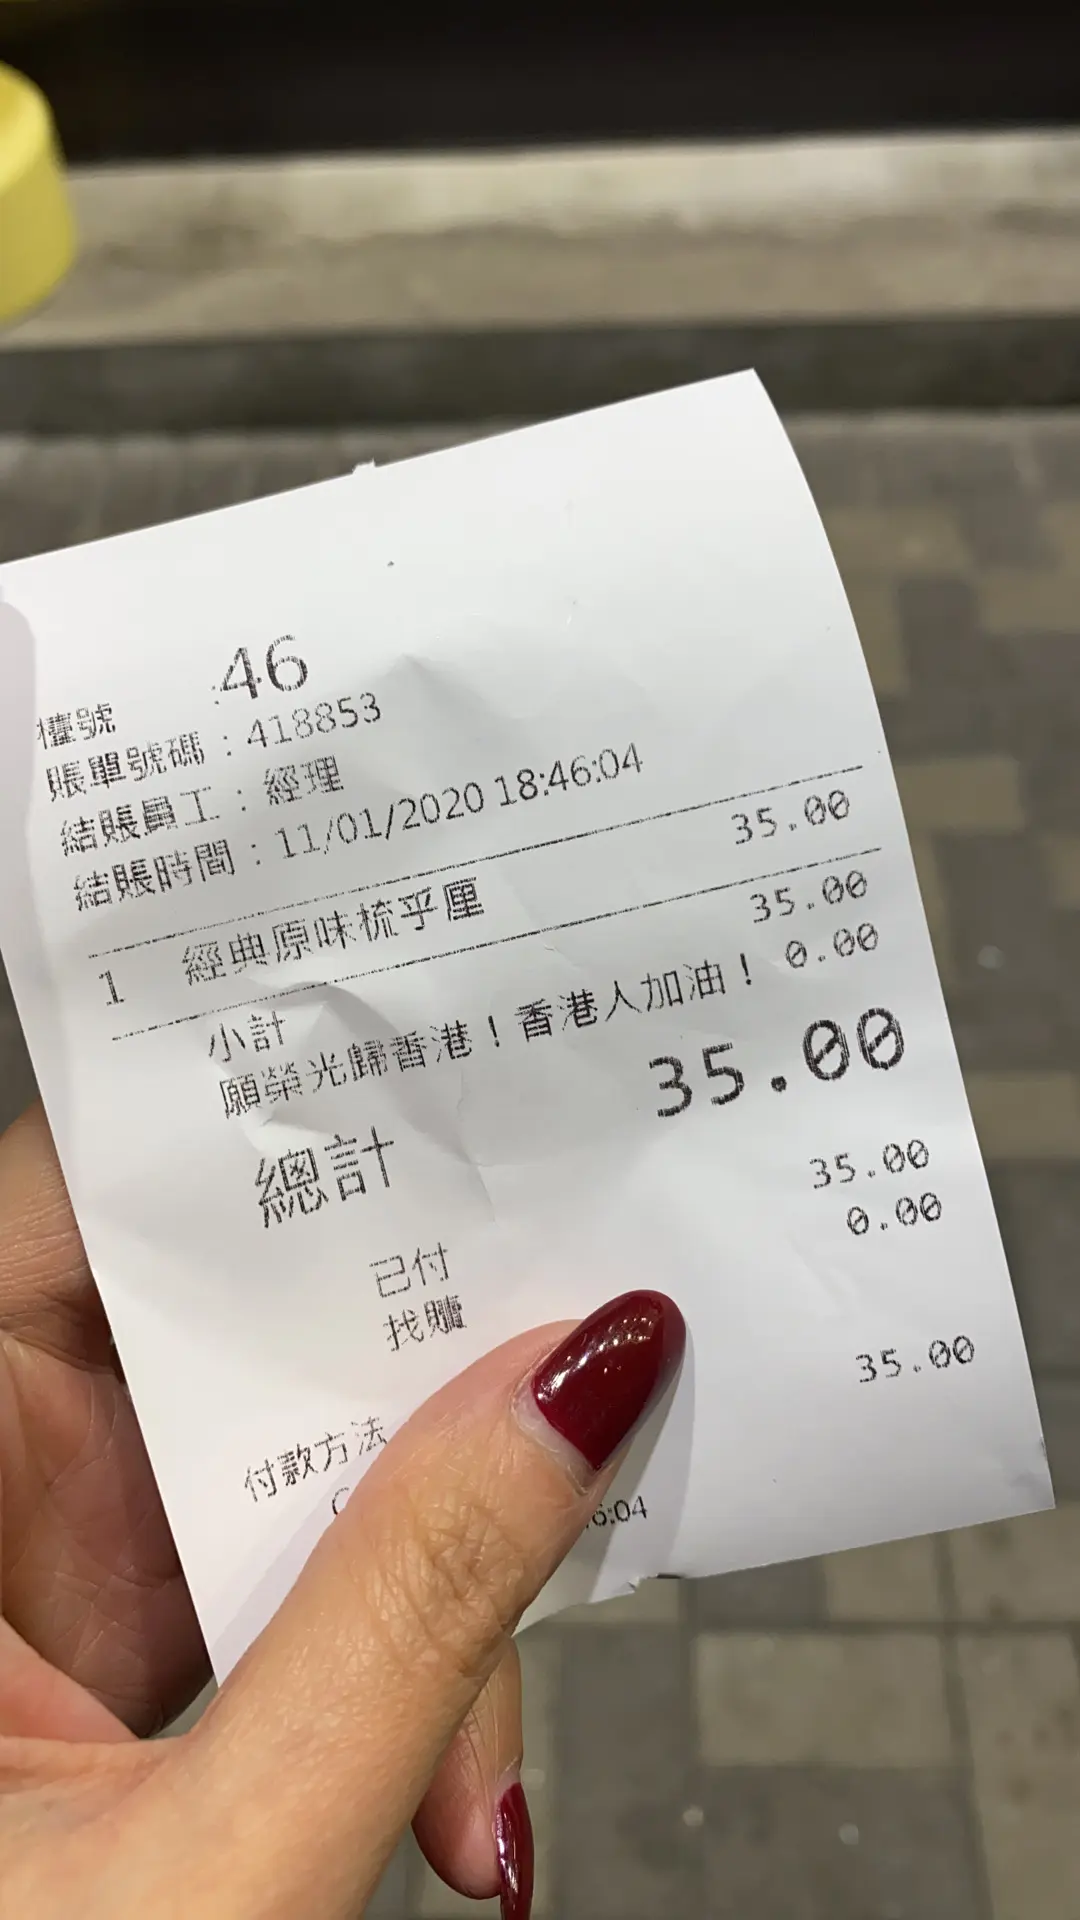 檯號 46
賬單號碼：418853
結賬員工：經理
結賬時間：11/01/2020 18:46:04
1 經典原味梳乎厘 35.00
小計 35.00
願榮光歸香港！香港人加油！ 0.00
總計 35.00
已付 35.00
找贖 0.00
付款方法
35.00
6:04